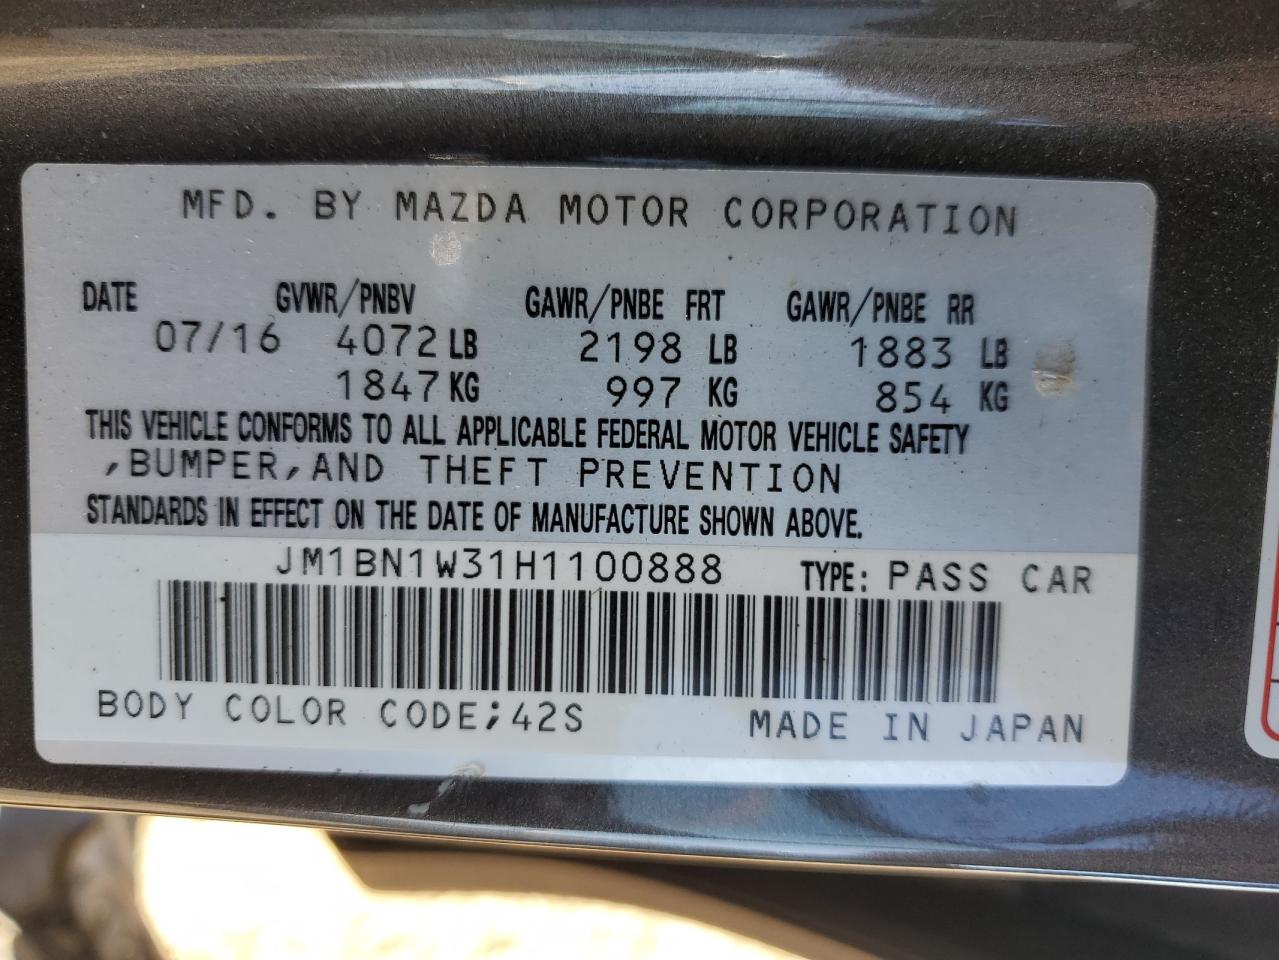 MFD. BY MAZDA MOTOR CORPORATION
DATE GVWR/PNBV GAWR/PNBE FRT GAWR/PNBE RR
07/16 4072 LB 2198 LB 1883 LB
1847 KG 997 KG 854 KG
THIS VEHICLE CONFORMS TO ALL APPLICABLE FEDERAL MOTOR VEHICLE SAFETY
,BUMPER,AND THEFT PREVENTION
STANDARDS IN EFFECT ON THE DATE OF MANUFACTURE SHOWN ABOVE.
JM1BN1W31H1100888 TYPE: PASS CAR
BODY COLOR CODE;42S MADE IN JAPAN